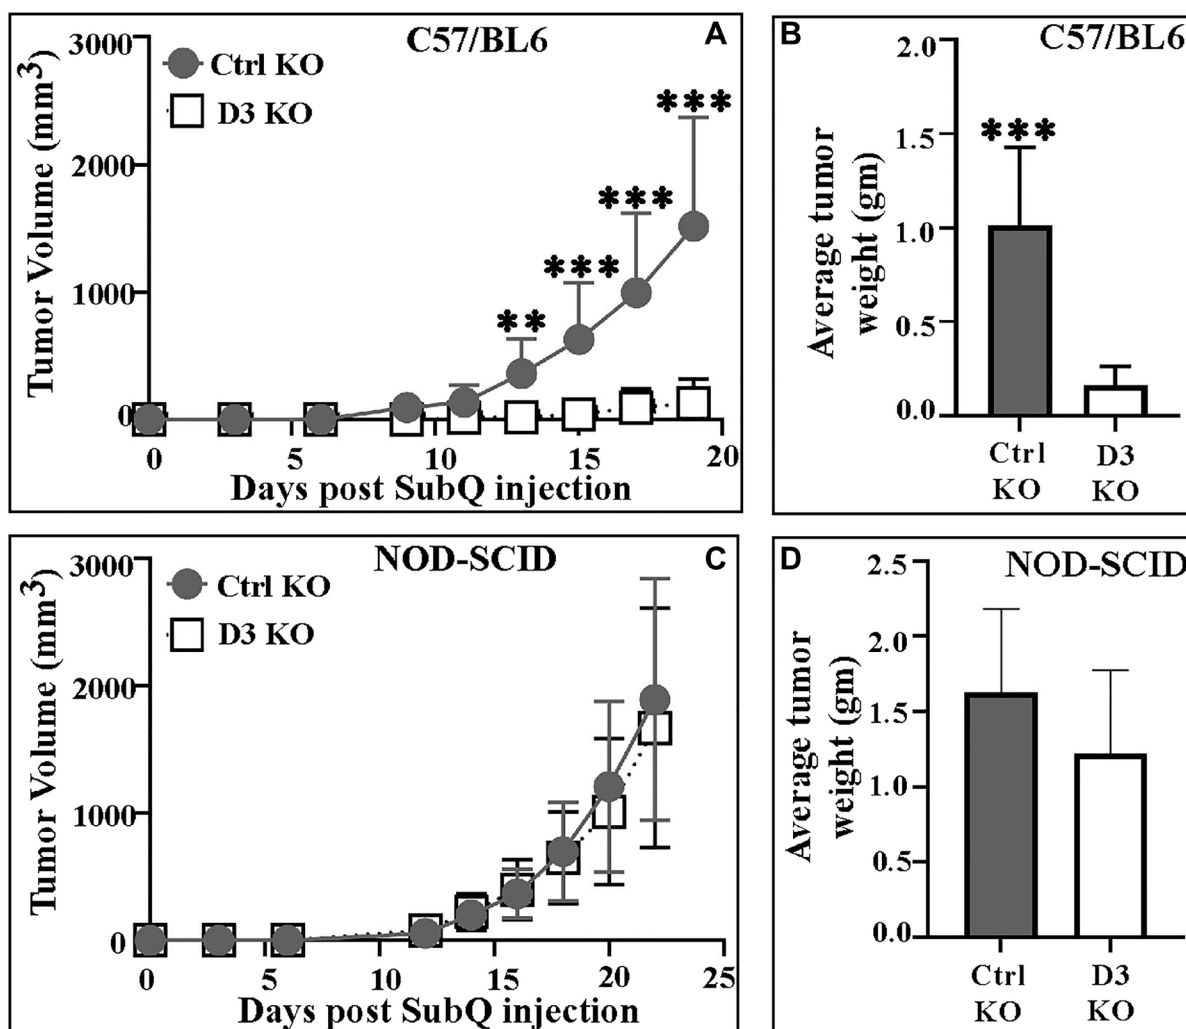 A
C57/BL6
Ctrl KO
D3 KO
Tumor Volume (mm3)
3000
2000
1000
0
**
***
***
***
0 5 10 15 20
Days post SubQ injection
B
C57/BL6
Average tumor
weight (gm)
2.0
1.5
1.0
0.5
0.0
***
Ctrl
KO
D3
KO
C
NOD-SCID
Ctrl KO
D3 KO
Tumor Volume (mm3)
3000
2000
1000
0
0 5 10 15 20 25
Days post SubQ injection
D
NOD-SCID
Average tumor
weight (gm)
2.5
2.0
1.5
1.0
0.5
0.0
Ctrl
KO
D3
KO